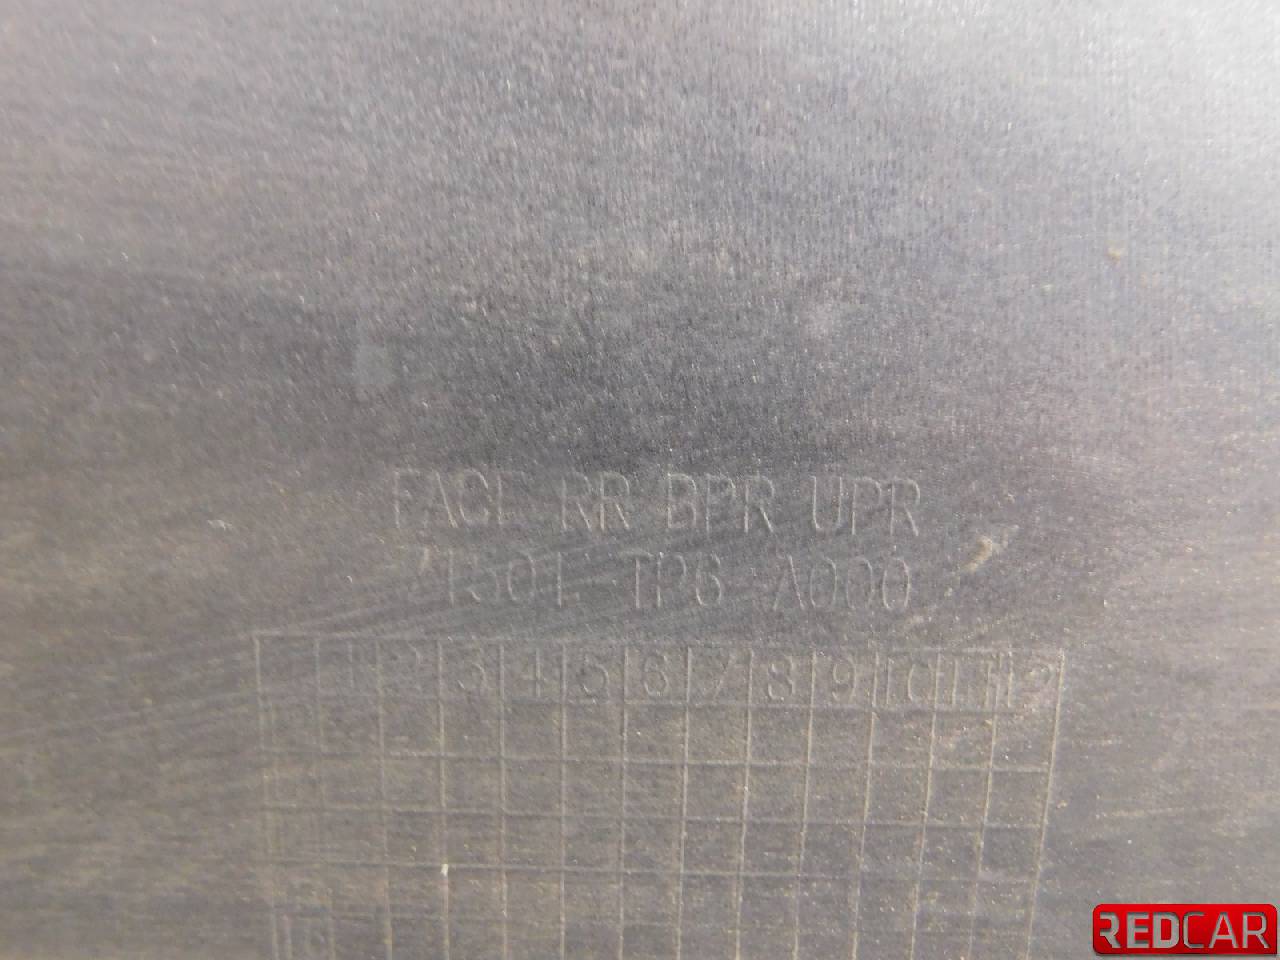 FACE RR BPR UPR
71501-TP6-A000
1 2 3 4 5 6 7 8 9 10 11 12
REDCAR